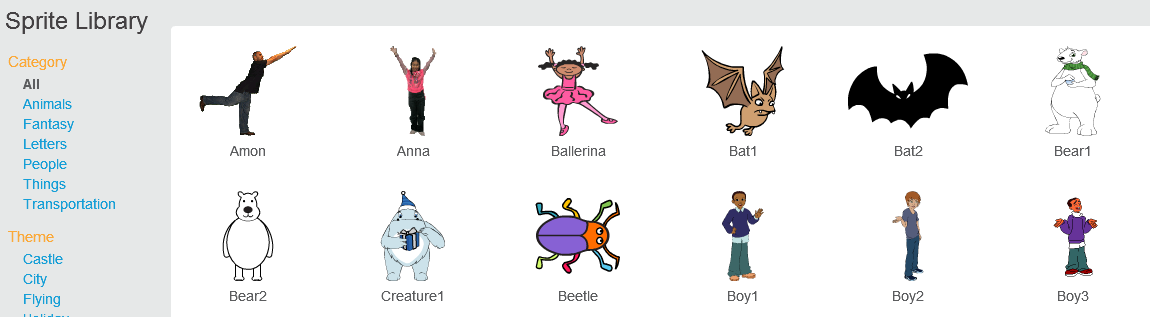 Sprite Library
Category
All
Animals
Fantasy
Letters
People
Things
Transportation
Theme
Castle
City
Flying
Holiday
Amon
Anna
Ballerina
Bat1
Bat2
Bear1
Bear2
Creature1
Beetle
Boy1
Boy2
Boy3